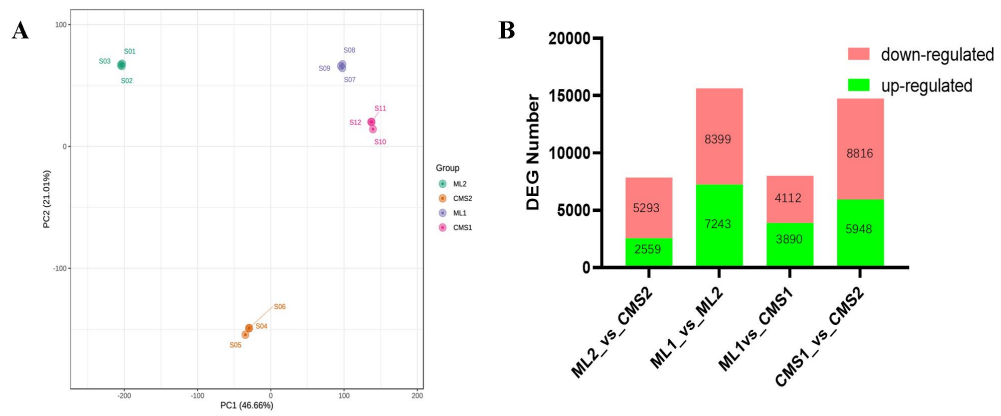 A
100
0
-100
PC2 (21.01%)
S01
S03
S02
S08
S09
S07
S11
S12
S10
S06
S04
S05
-200
-100
0
100
200
PC1 (46.66%)
Group
ML2
CMS2
ML1
CMS1
B
20000
15000
10000
5000
0
DEG Number
down-regulated
up-regulated
5293
2559
8399
7243
4112
3890
8816
5948
ML2_vs_CMS2
ML1_vs_ML2
ML1vs_CMS1
CMS1_vs_CMS2